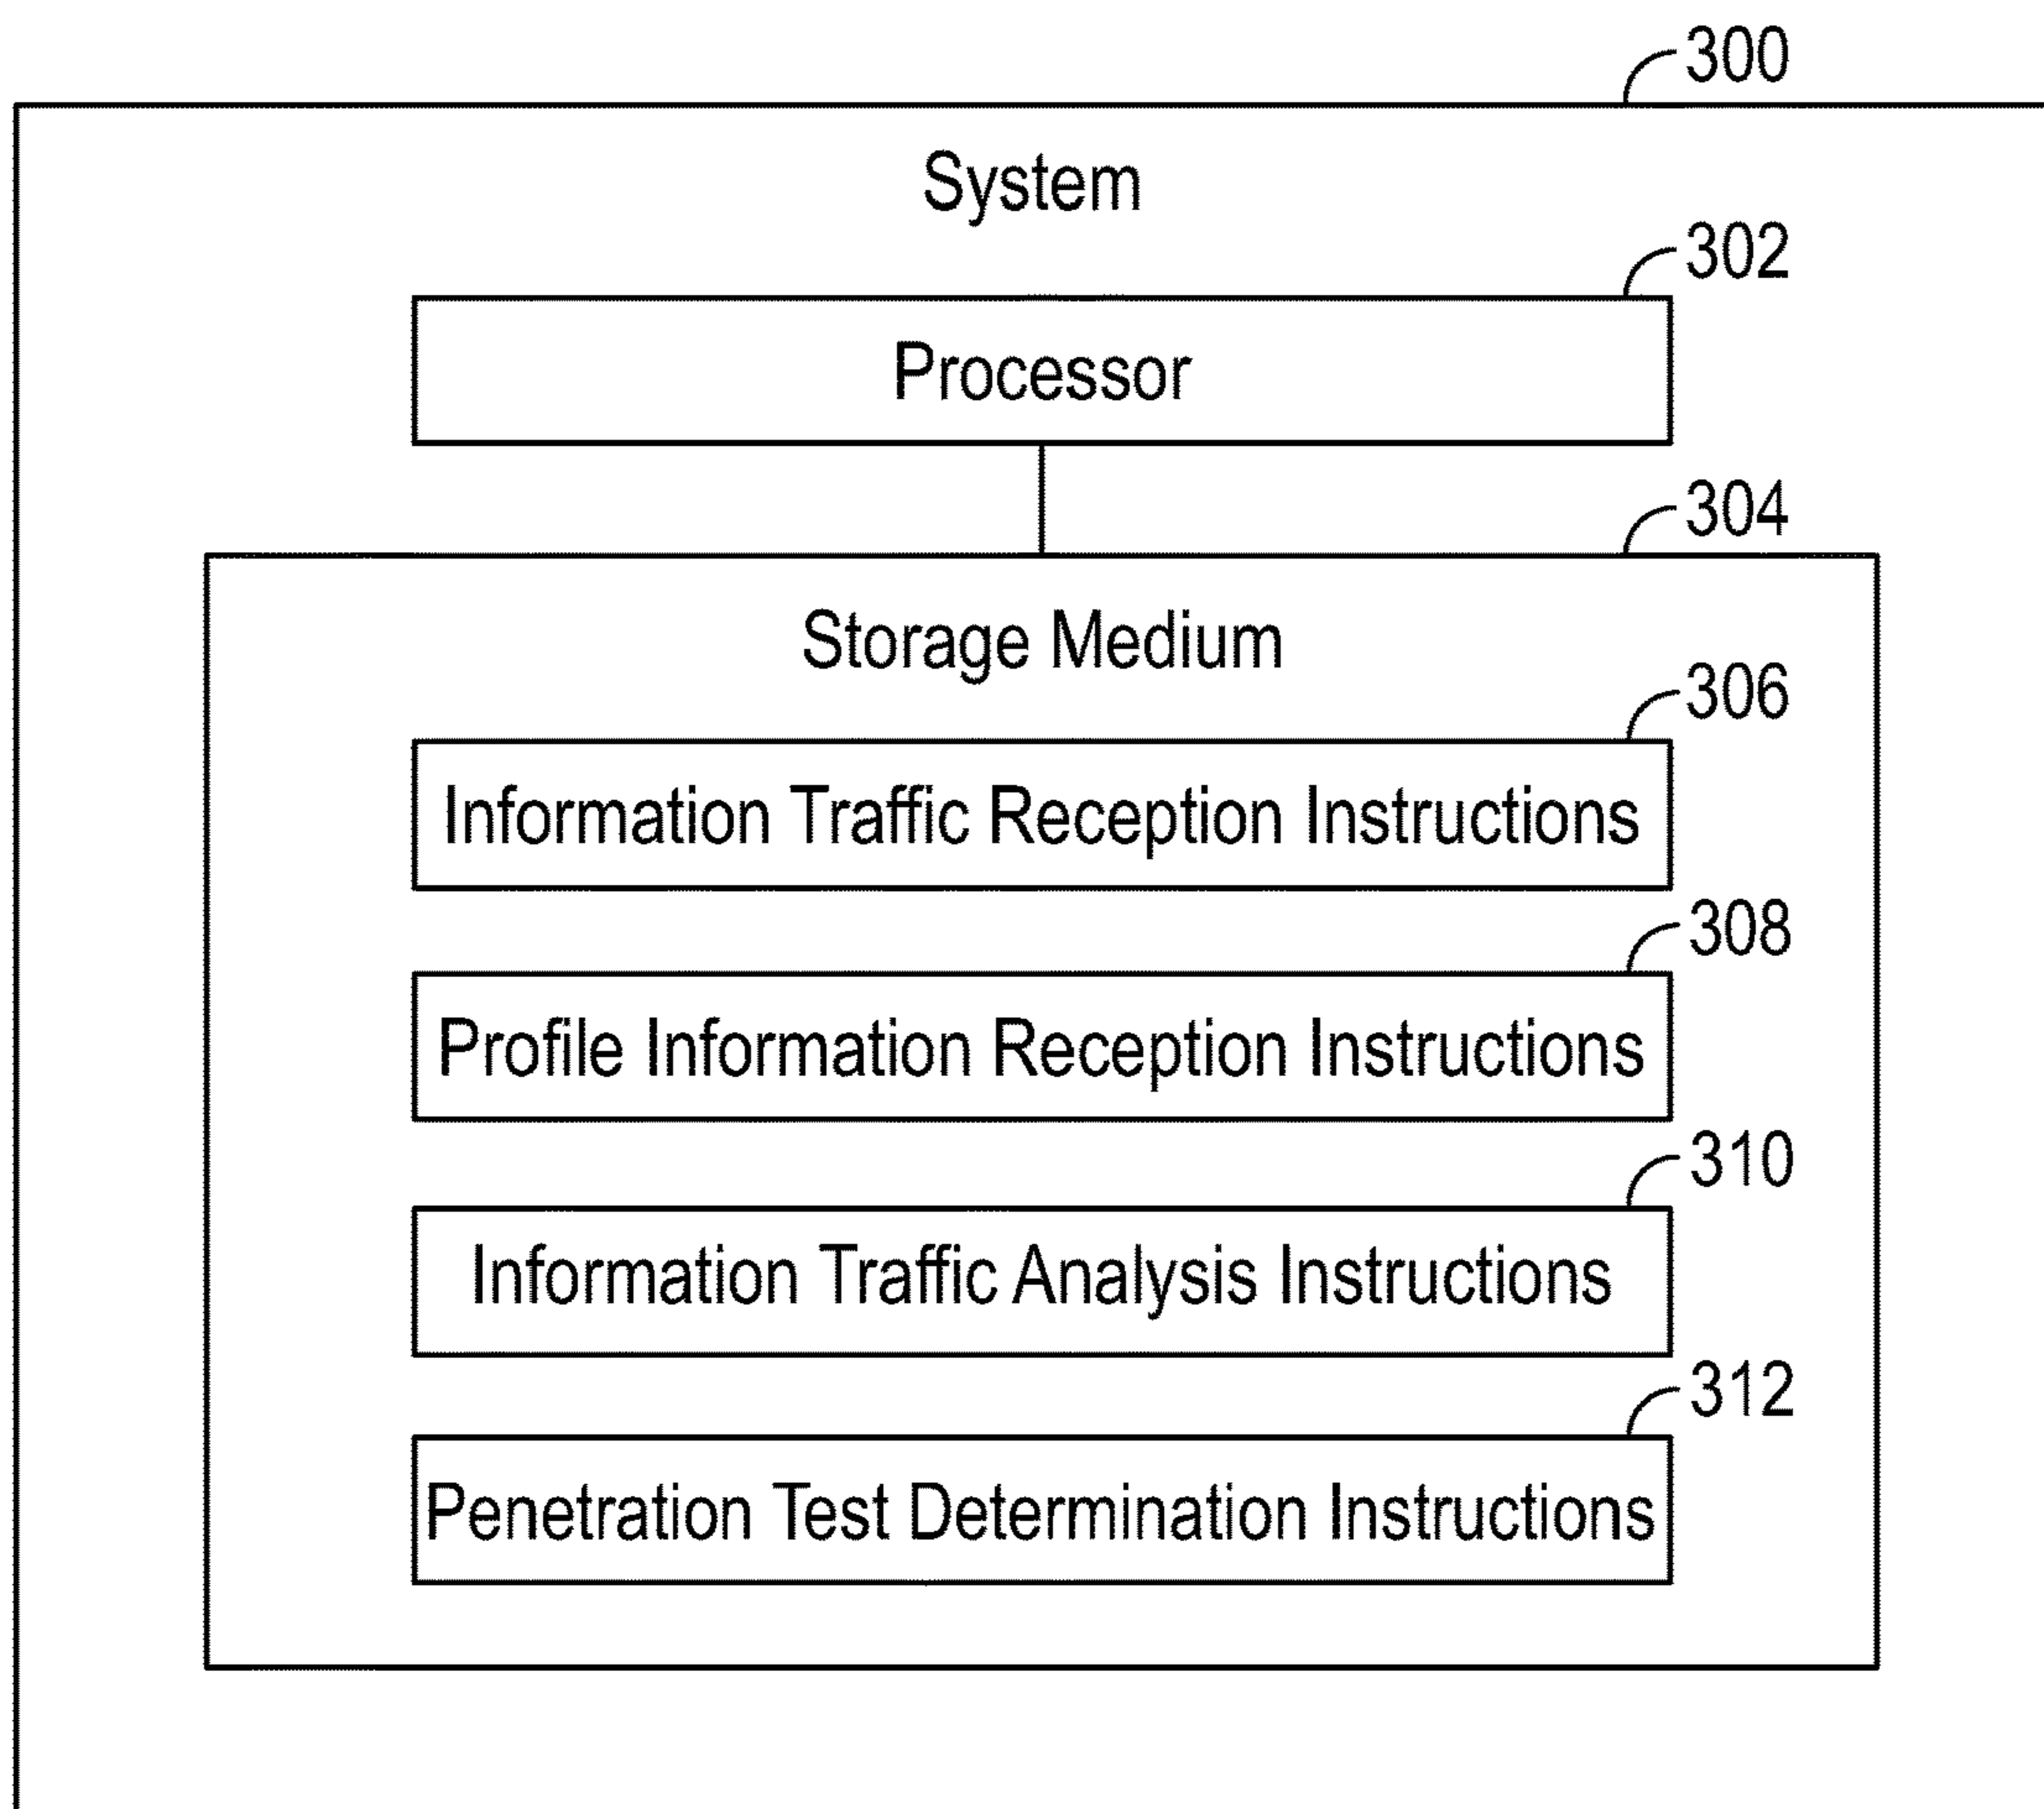 300
System
302
Processor
304
Storage Medium
306
Information Traffic Reception Instructions
308
Profile Information Reception Instructions
310
Information Traffic Analysis Instructions
312
Penetration Test Determination Instructions